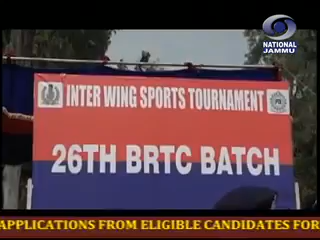 NATIONAL
JAMMU
INTER WING SPORTS TOURNAMENT
26TH BRTC BATCH
APPLICATIONS FROM ELIGIBLE CANDIDATES FOR